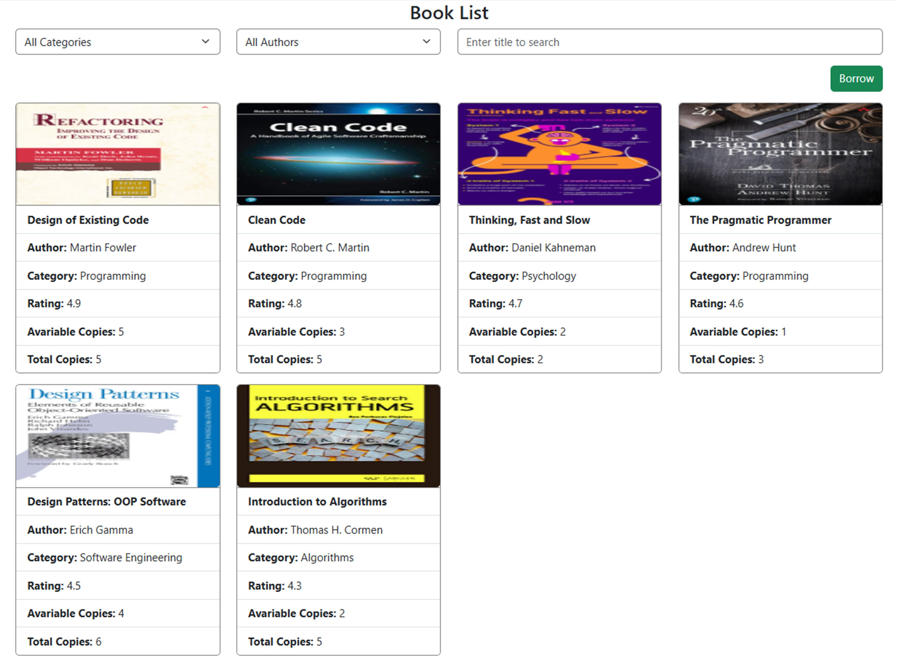 Book List
All Categories
All Authors
Enter title to search
Borrow
REFACTORING
IMPROVING THE DESIGN
OF EXISTING CODE
MARTIN FOWLER
Design of Existing Code
Author: Martin Fowler
Category: Programming
Rating: 4.9
Avariable Copies: 5
Total Copies: 5
Robert C. Martin Series
Clean Code
A Handbook of Agile Software Craftsmanship
Robert C. Martin
Clean Code
Author: Robert C. Martin
Category: Programming
Rating: 4.8
Avariable Copies: 3
Total Copies: 5
Thinking Fast and Slow
Thinking, Fast and Slow
Author: Daniel Kahneman
Category: Psychology
Rating: 4.7
Avariable Copies: 2
Total Copies: 2
The
Pragmatic
Programmer
DAVID THOMAS
ANDREW HUNT
The Pragmatic Programmer
Author: Andrew Hunt
Category: Programming
Rating: 4.6
Avariable Copies: 1
Total Copies: 3
Design Patterns
Elements of Reusable
Object-Oriented Software
Erich Gamma
Richard Helm
Ralph Johnson
John Vlissides
Design Patterns: OOP Software
Author: Erich Gamma
Category: Software Engineering
Rating: 4.5
Avariable Copies: 4
Total Copies: 6
Introduction to Search
ALGORITHMS
Introduction to Algorithms
Author: Thomas H. Cormen
Category: Algorithms
Rating: 4.3
Avariable Copies: 2
Total Copies: 5